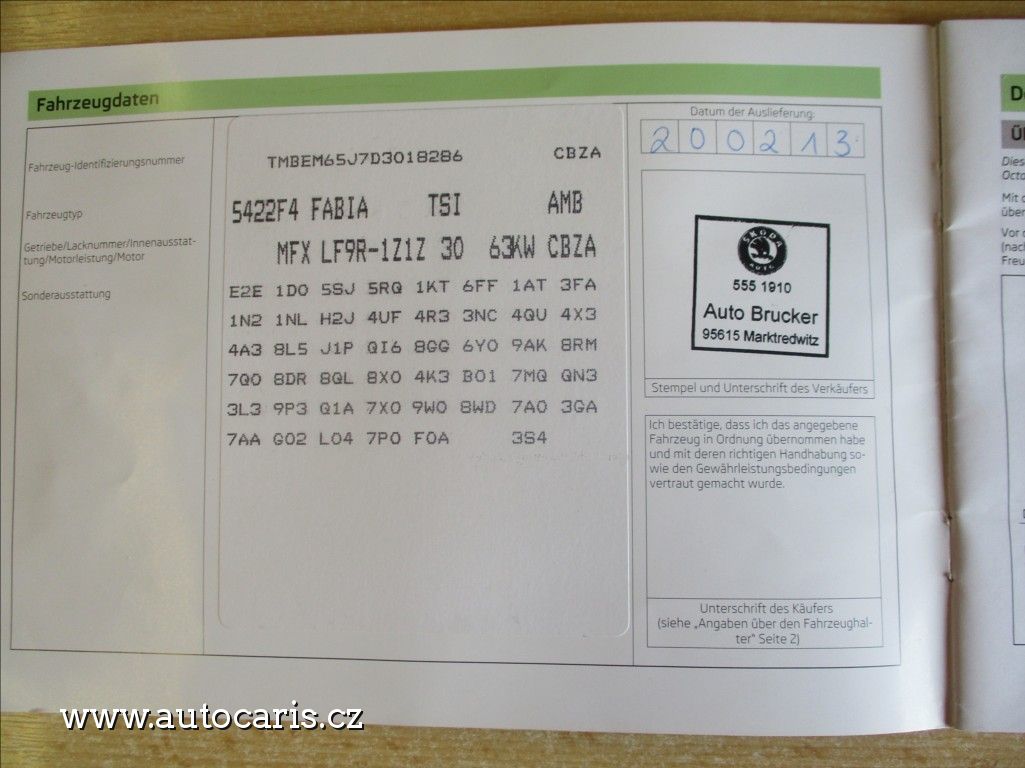 Fahrzeugdaten
Fahrzeug-Identifizierungsnummer
TMBEM65J7D3018286 CBZA
Fahrzeugtyp
5422F4 FABIA TSI AMB
Getriebe/Lacknummer/Innenausstat-
tung/Motorleistung/Motor
MFX LF9R-1Z1Z 30 63KW CBZA
Sonderausstattung
E2E 1D0 5SJ 5RQ 1KT 6FF 1AT 3FA
1N2 1NL H2J 4UF 4R3 3NC 4QU 4X3
4A3 8L5 J1P QI6 8GG 6Y0 9AK 8RM
7Q0 8DR 8QL 8X0 4K3 B01 7MQ QN3
3L3 9P3 Q1A 7X0 9W0 8WD 7A0 3GA
7AA G02 L04 7P0 F0A 3S4
Datum der Auslieferung:
200213
ŠKODA
AUTO
555 1910
Auto Brucker
95615 Marktredwitz
Stempel und Unterschrift des Verkäufers
Ich bestätige, dass ich das angegebene
Fahrzeug in Ordnung übernommen habe
und mit deren richtigen Handhabung so-
wie den Gewährleistungsbedingungen
vertraut gemacht wurde.
Unterschrift des Käufers
(siehe „Angaben über den Fahrzeughal-
ter" Seite 2)
www.autocaris.cz